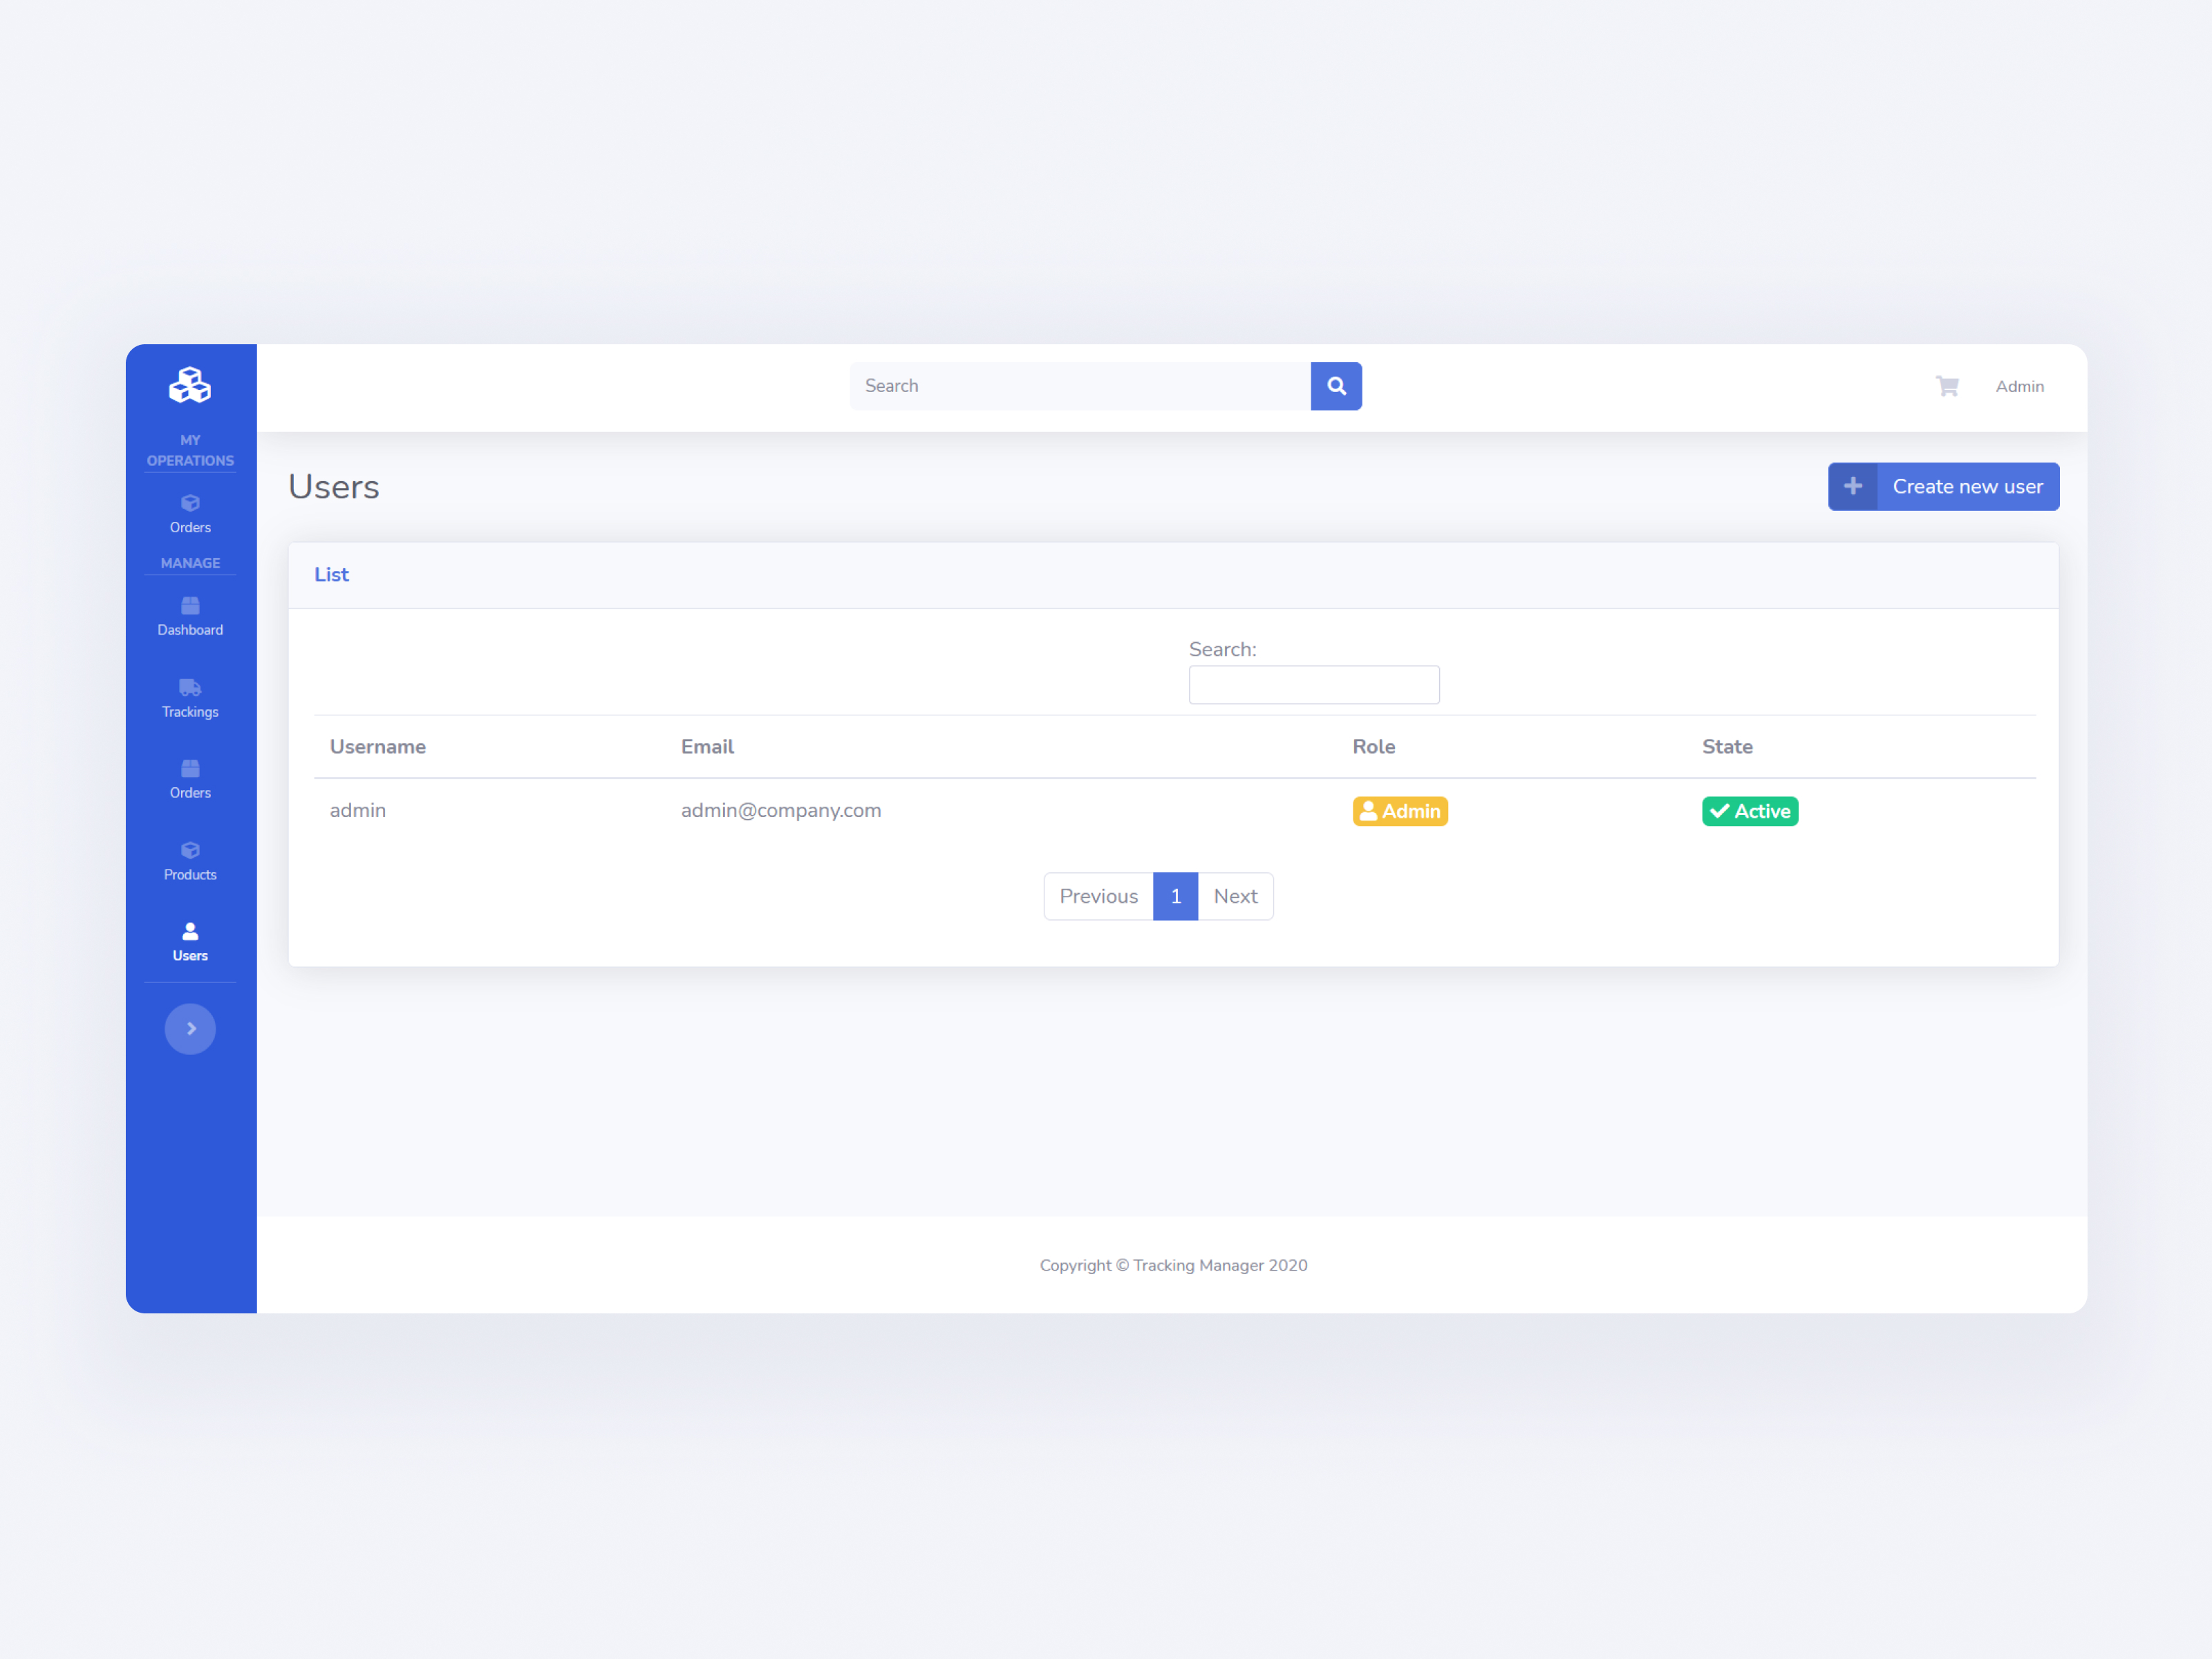 Search
Admin
MY
OPERATIONS
Orders
MANAGE
Dashboard
Trackings
Orders
Products
Users
Users
Create new user
List
Search:
Username Email Role State
admin admin@company.com Admin Active
Previous 1 Next
Copyright © Tracking Manager 2020